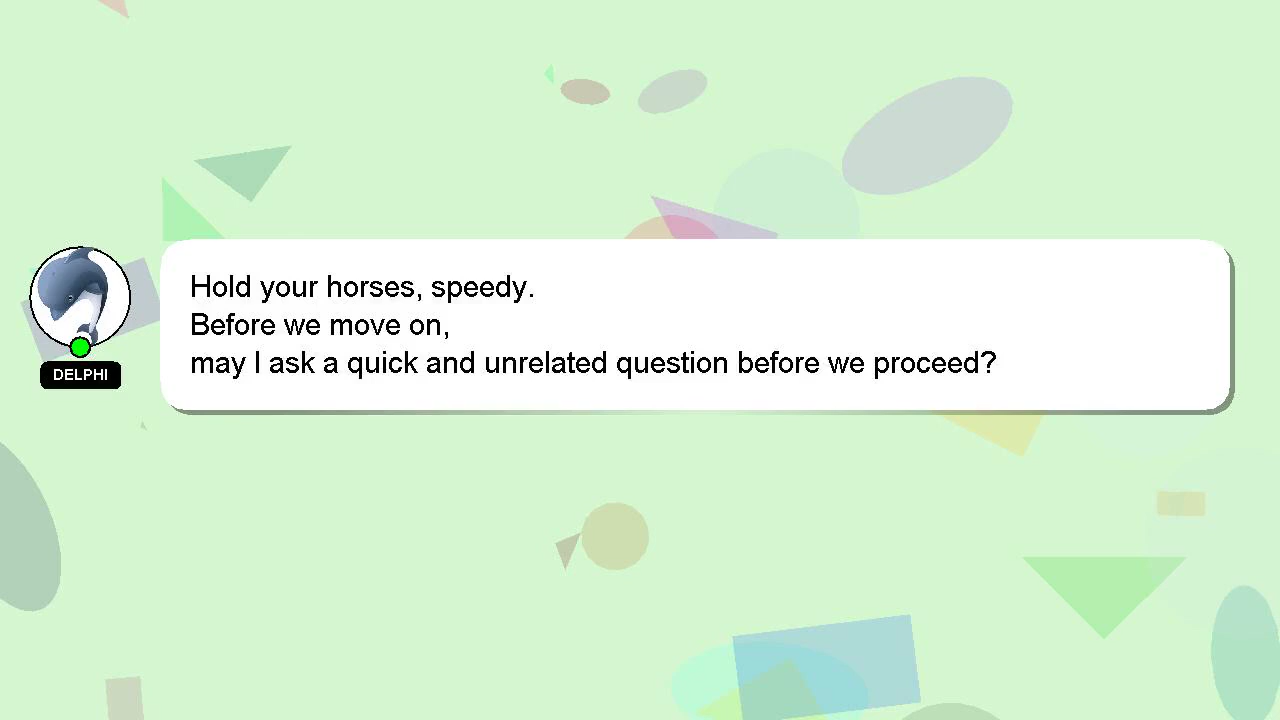 Hold your horses, speedy.
Before we move on,
may I ask a quick and unrelated question before we proceed?
DELPHI